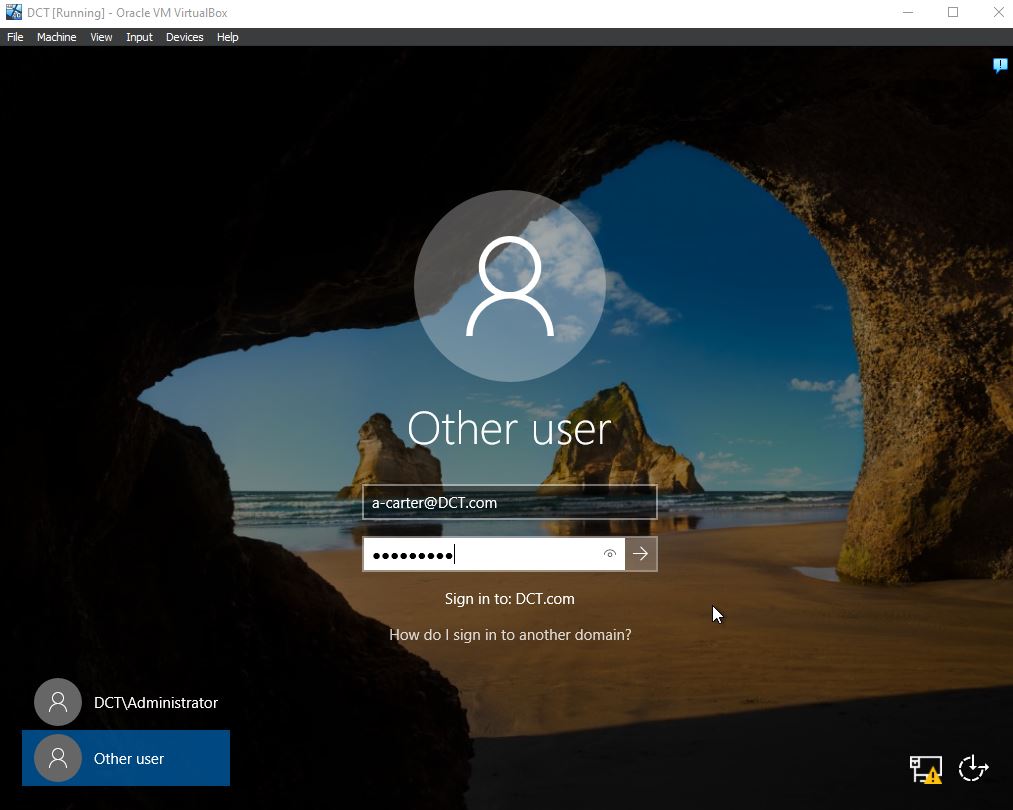 DCT [Running] - Oracle VM VirtualBox
File Machine View Input Devices Help
Other user
a-carter@DCT.com
Sign in to: DCT.com
How do I sign in to another domain?
DCT\Administrator
Other user